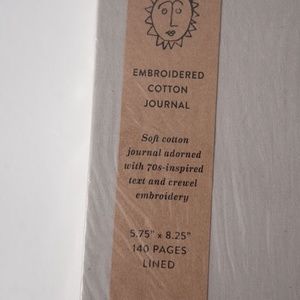 EMBROIDERED
COTTON
JOURNAL
Soft cotton
journal adorned
with 70s-inspired
text and crewel
embroidery
5.75" x 8.25"
140 PAGES
LINED